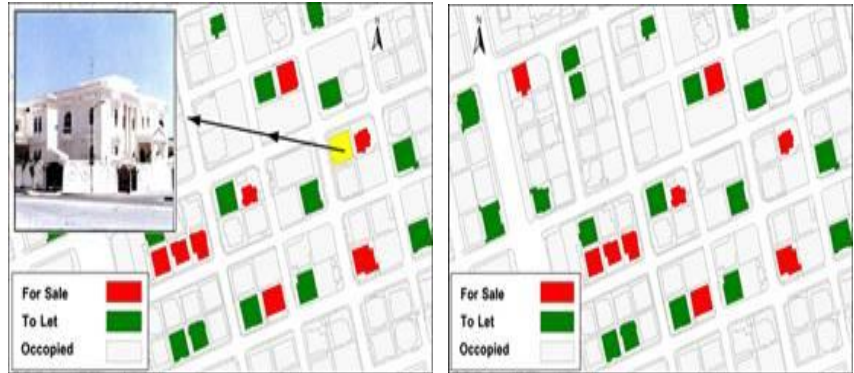 N
For Sale
To Let
Occopied
N
For Sale
To Let
Occopied